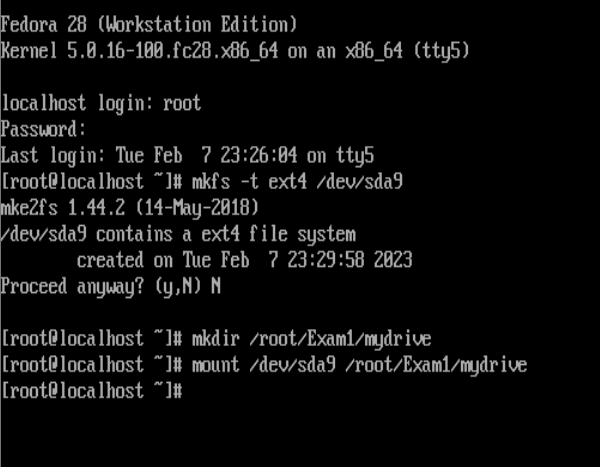 Fedora 28 (Workstation Edition)
Kernel 5.0.16-100.fc28.x86_64 on an x86_64 (tty5)
localhost login: root
Password:
Last login: Tue Feb  7 23:26:04 on tty5
[root@localhost ~]# mkfs -t ext4 /dev/sda9
mke2fs 1.44.2 (14-May-2018)
/dev/sda9 contains a ext4 file system
        created on Tue Feb  7 23:29:58 2023
Proceed anyway? (y,N) N
[root@localhost ~]# mkdir /root/Exam1/mydrive
[root@localhost ~]# mount /dev/sda9 /root/Exam1/mydrive
[root@localhost ~]#